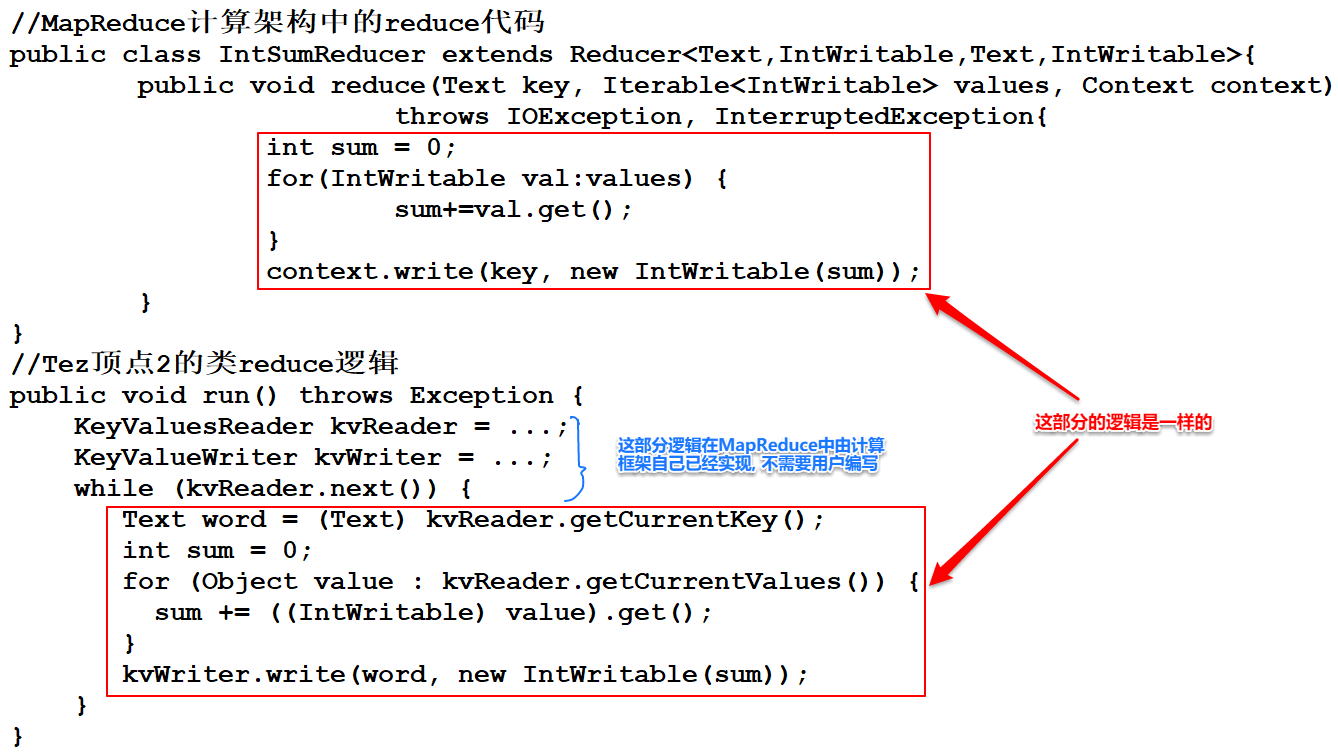 //MapReduce计算架构中的reduce代码
public class IntSumReducer extends Reducer<Text,IntWritable,Text,IntWritable>{
public void reduce(Text key, Iterable<IntWritable> values, Context context)
throws IOException, InterruptedException{
int sum = 0;
for(IntWritable val:values) {
sum+=val.get();
}
context.write(key, new IntWritable(sum));
}
}
//Tez顶点2的类reduce逻辑
public void run() throws Exception {
KeyValuesReader kvReader = ...;
KeyValueWriter kvWriter = ...;
while (kvReader.next()) {
Text word = (Text) kvReader.getCurrentKey();
int sum = 0;
for (Object value : kvReader.getCurrentValues()) {
sum += ((IntWritable) value).get();
}
kvWriter.write(word, new IntWritable(sum));
}
}
这部分逻辑在MapReduce中由计算
框架自己已经实现, 不需要用户编写
这部分的逻辑是一样的